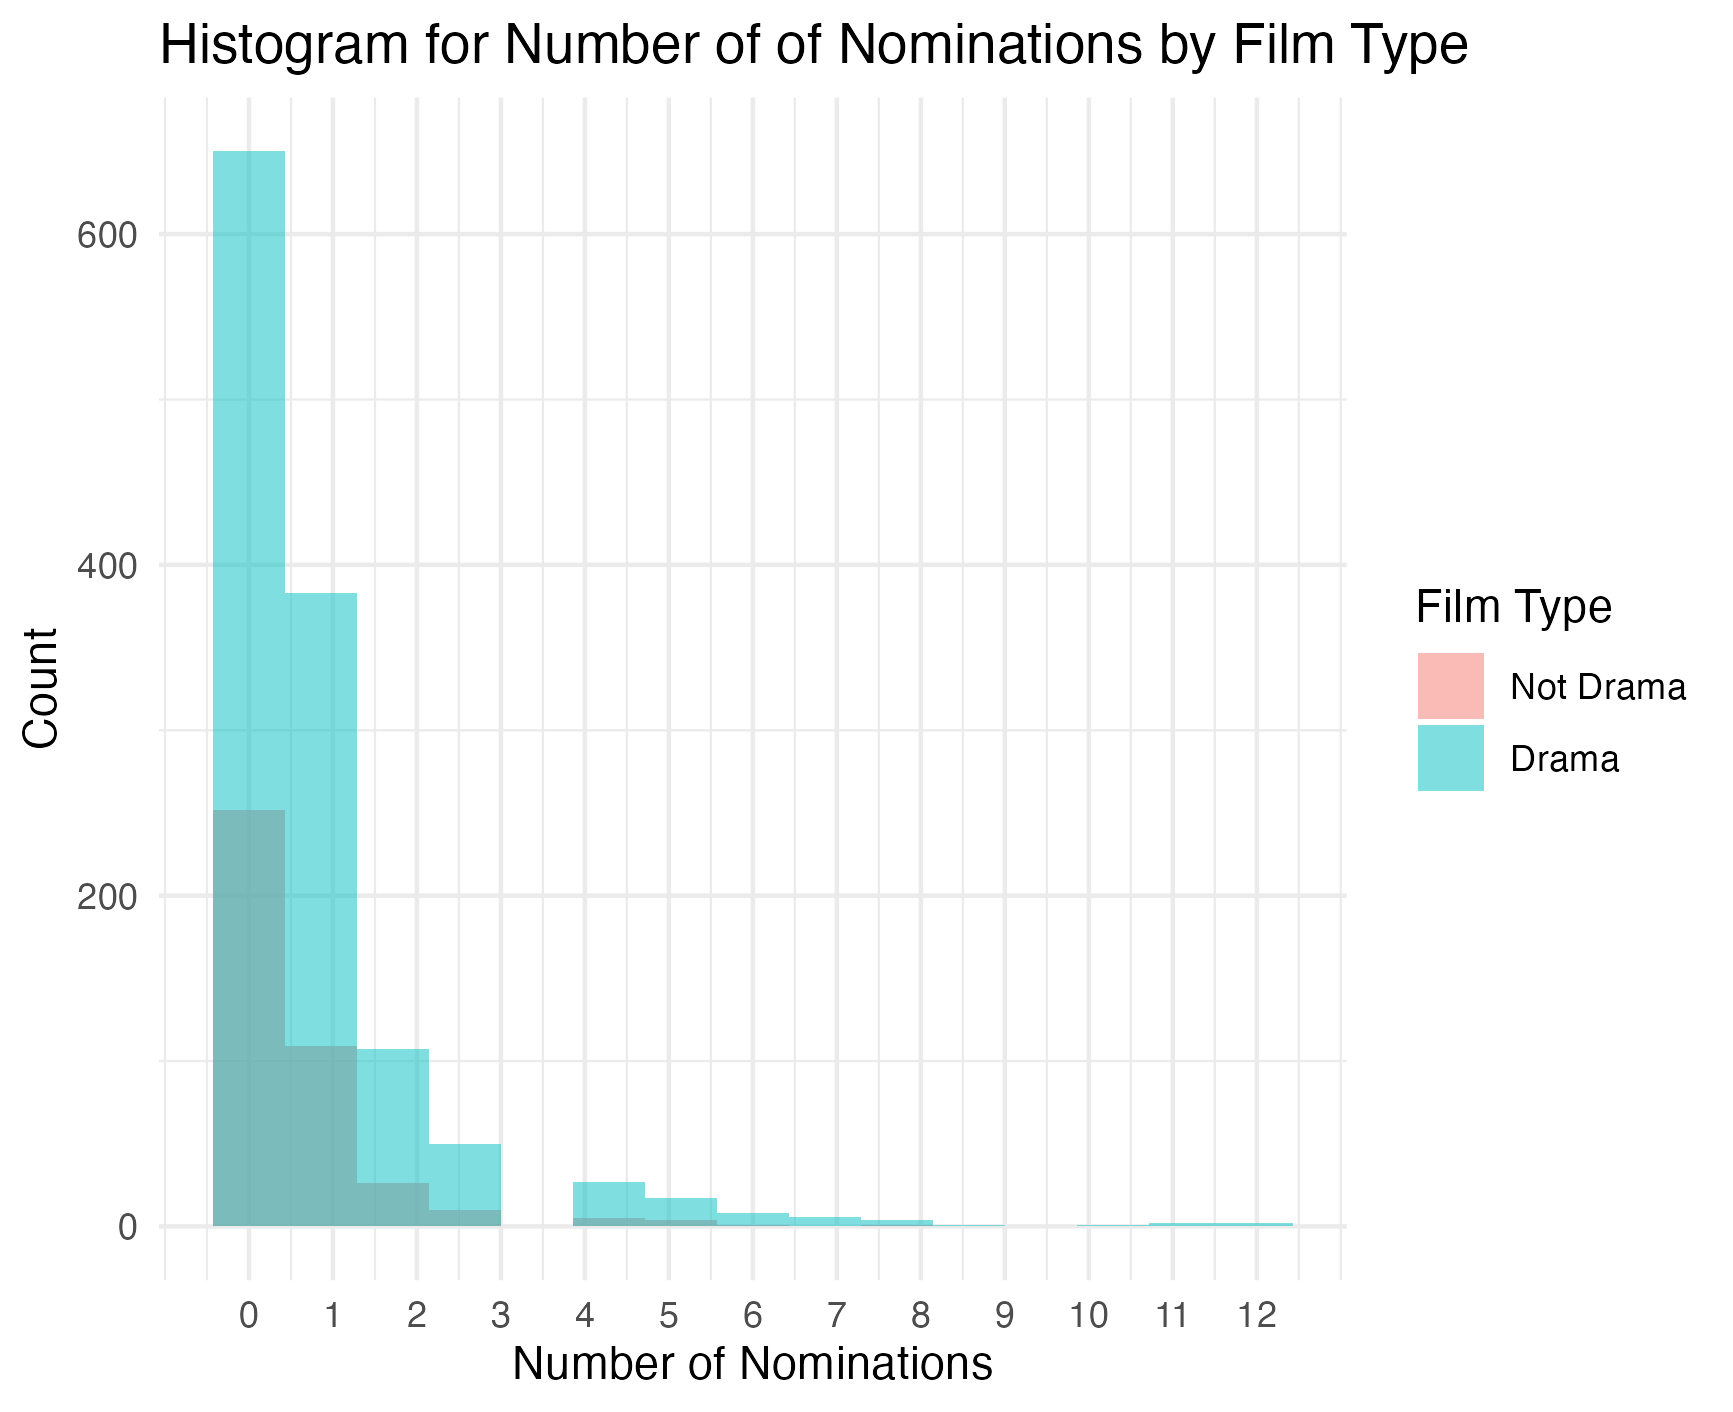 Histogram for Number of of Nominations by Film Type
600
400
200
0
Count
0 1 2 3 4 5 6 7 8 9 10 11 12
Number of Nominations
Film Type
Not Drama
Drama